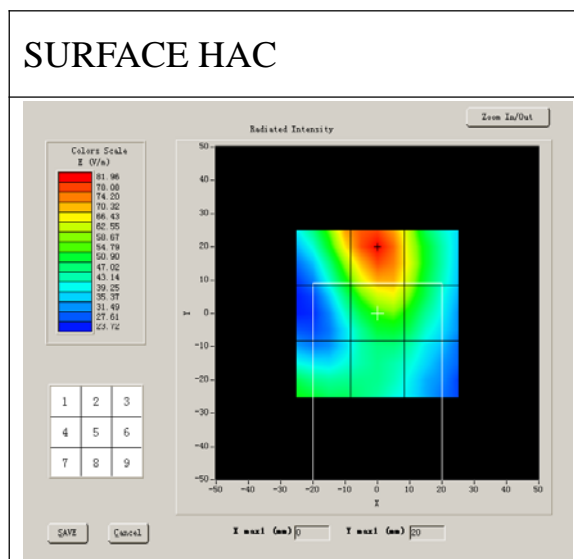 SURFACE HAC
Zoom In/Out
Radiated Intensity
Colors Scale
E (V/m)
81.96
78.08
74.20
70.32
66.43
62.55
58.67
54.79
50.90
47.02
43.14
39.25
35.37
31.49
27.61
23.72
1 2 3
4 5 6
7 8 9
50
40
30
20
10
0
-10
-20
-30
-40
-50
Y
-50 -40 -30 -20 -10 0 10 20 30 40 50
X
SAVE
Cancel
X max1 (mm) 0
Y max1 (mm) 20